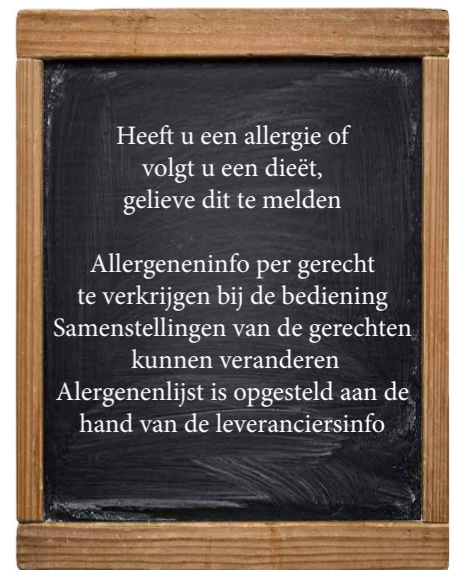 Heeft u een allergie of
volgt u een dieët,
gelieve dit te melden
Allergeneninfo per gerecht
te verkrijgen bij de bediening
Samenstellingen van de gerechten
kunnen veranderen
Alergenenlijst is opgesteld aan de
hand van de leveranciersinfo